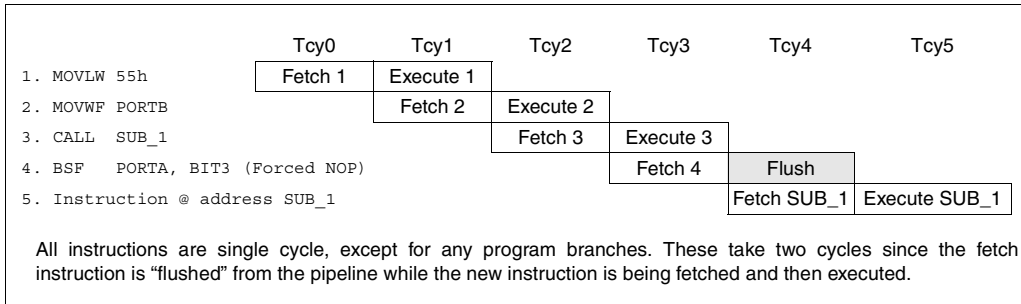 Tcy0 Tcy1 Tcy2 Tcy3 Tcy4 Tcy5
1. MOVLW 55h Fetch 1 Execute 1
2. MOVWF PORTB Fetch 2 Execute 2
3. CALL SUB_1 Fetch 3 Execute 3
4. BSF PORTA, BIT3 (Forced NOP) Fetch 4 Flush
5. Instruction @ address SUB_1 Fetch SUB_1 Execute SUB_1
All instructions are single cycle, except for any program branches. These take two cycles since the fetch
instruction is “flushed” from the pipeline while the new instruction is being fetched and then executed.